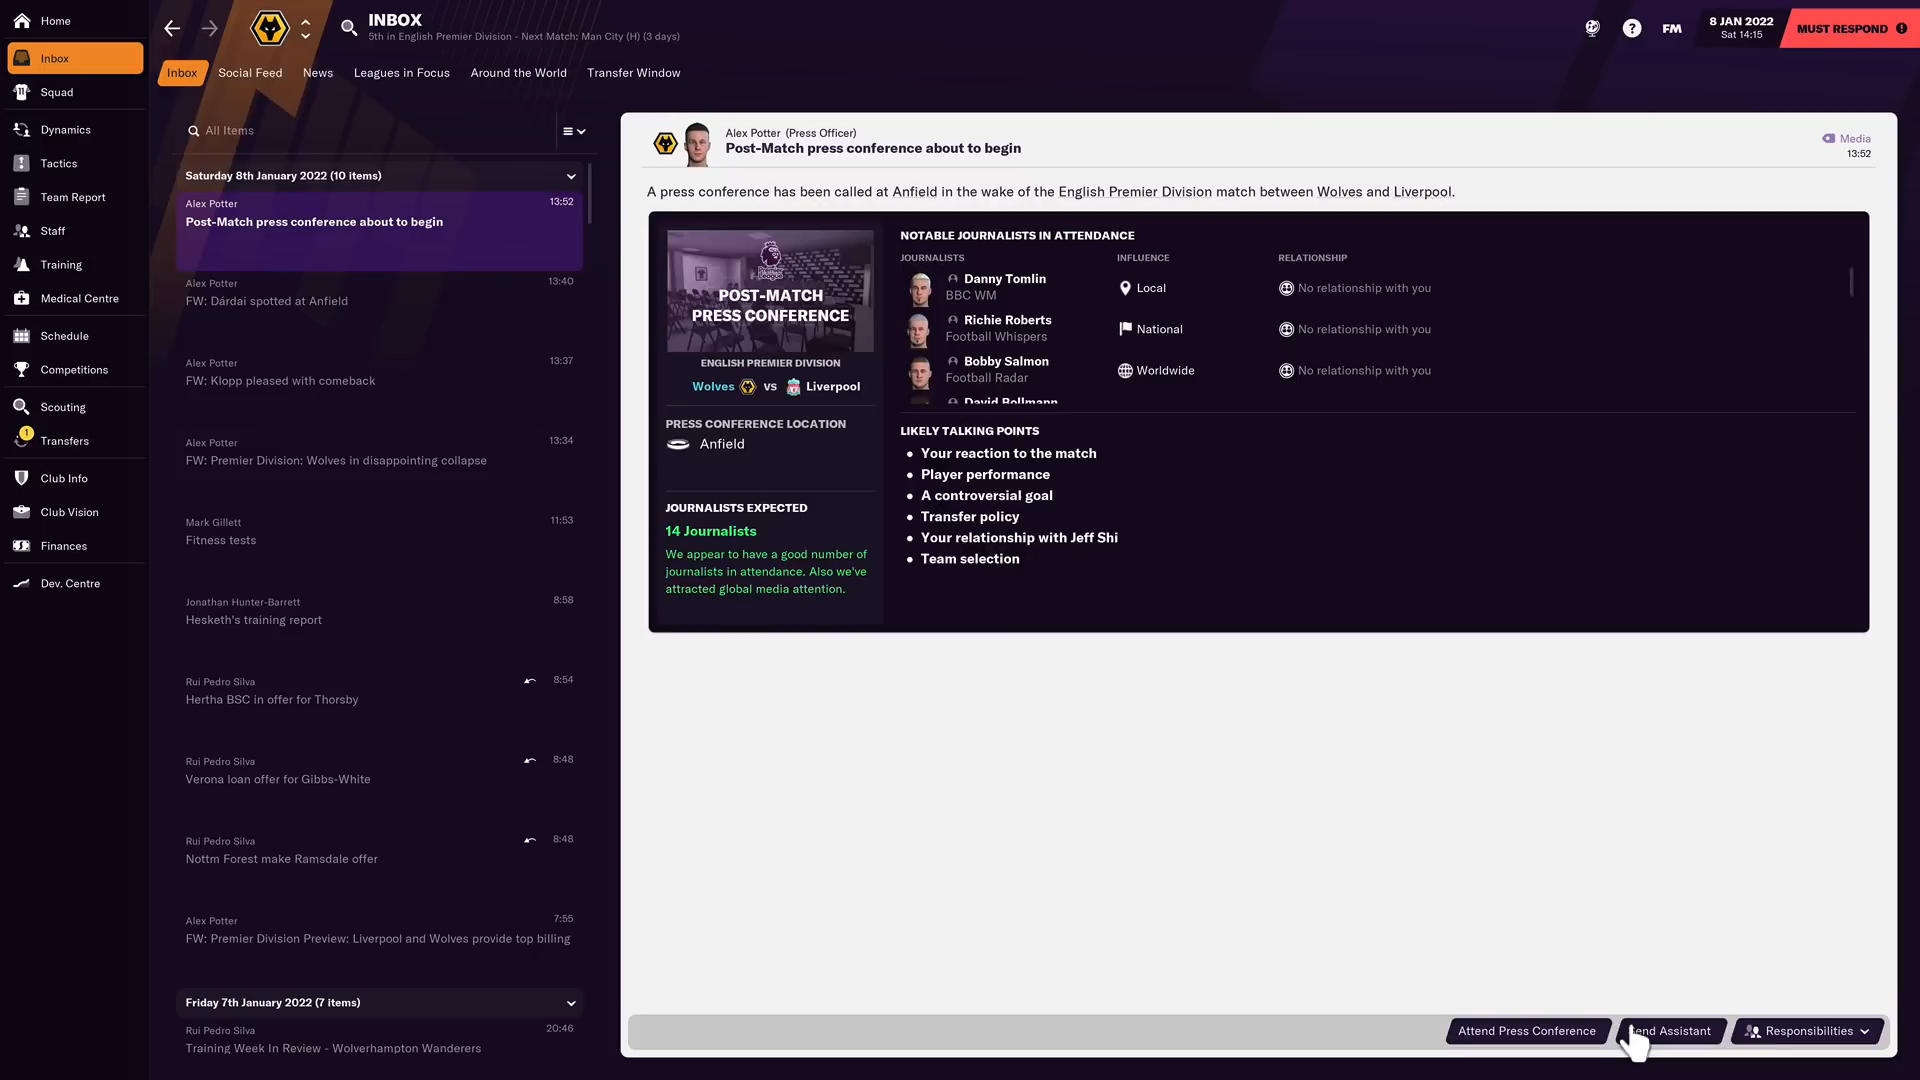 Home
Inbox
Squad
Dynamics
Tactics
Team Report
Staff
Training
Medical Centre
Schedule
Competitions
Scouting
1
Transfers
Club Info
Club Vision
Finances
Dev. Centre
INBOX
5th in English Premier Division - Next Match: Man City (H) (3 days)
FM
8 JAN 2022
Sat 14:15
MUST RESPOND
Inbox
Social Feed
News
Leagues in Focus
Around the World
Transfer Window
All Items
Saturday 8th January 2022 (10 items)
Alex Potter 13:52
Post-Match press conference about to begin
Alex Potter 13:40
FW: Dárdai spotted at Anfield
Alex Potter 13:37
FW: Klopp pleased with comeback
Alex Potter 13:34
FW: Premier Division: Wolves in disappointing collapse
Mark Gillett 11:53
Fitness tests
Jonathan Hunter-Barrett 8:58
Hesketh's training report
Rui Pedro Silva 8:54
Hertha BSC in offer for Thorsby
Rui Pedro Silva 8:48
Verona loan offer for Gibbs-White
Rui Pedro Silva 8:48
Nottm Forest make Ramsdale offer
Alex Potter 7:55
FW: Premier Division Preview: Liverpool and Wolves provide top billing
Friday 7th January 2022 (7 items)
Rui Pedro Silva 20:46
Training Week In Review - Wolverhampton Wanderers
Alex Potter (Press Officer)
Post-Match press conference about to begin
Media
13:52
A press conference has been called at Anfield in the wake of the English Premier Division match between Wolves and Liverpool.
POST-MATCH
PRESS CONFERENCE
ENGLISH PREMIER DIVISION
Wolves vs Liverpool
PRESS CONFERENCE LOCATION
Anfield
JOURNALISTS EXPECTED
14 Journalists
We appear to have a good number of
journalists in attendance. Also we've
attracted global media attention.
NOTABLE JOURNALISTS IN ATTENDANCE
JOURNALISTS INFLUENCE RELATIONSHIP
Danny Tomlin
BBC WM
Local
No relationship with you
Richie Roberts
Football Whispers
National
No relationship with you
Bobby Salmon
Football Radar
Worldwide
No relationship with you
David Bollmann
LIKELY TALKING POINTS
• Your reaction to the match
• Player performance
• A controversial goal
• Transfer policy
• Your relationship with Jeff Shi
• Team selection
Attend Press Conference
Assistant
Responsibilities